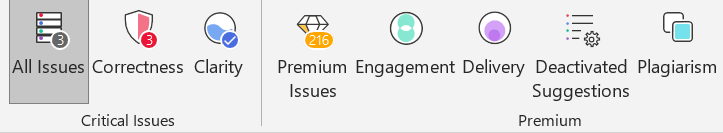 3 3 216
All Issues Correctness Clarity Premium Issues Engagement Delivery Deactivated Suggestions Plagiarism
Critical Issues Premium